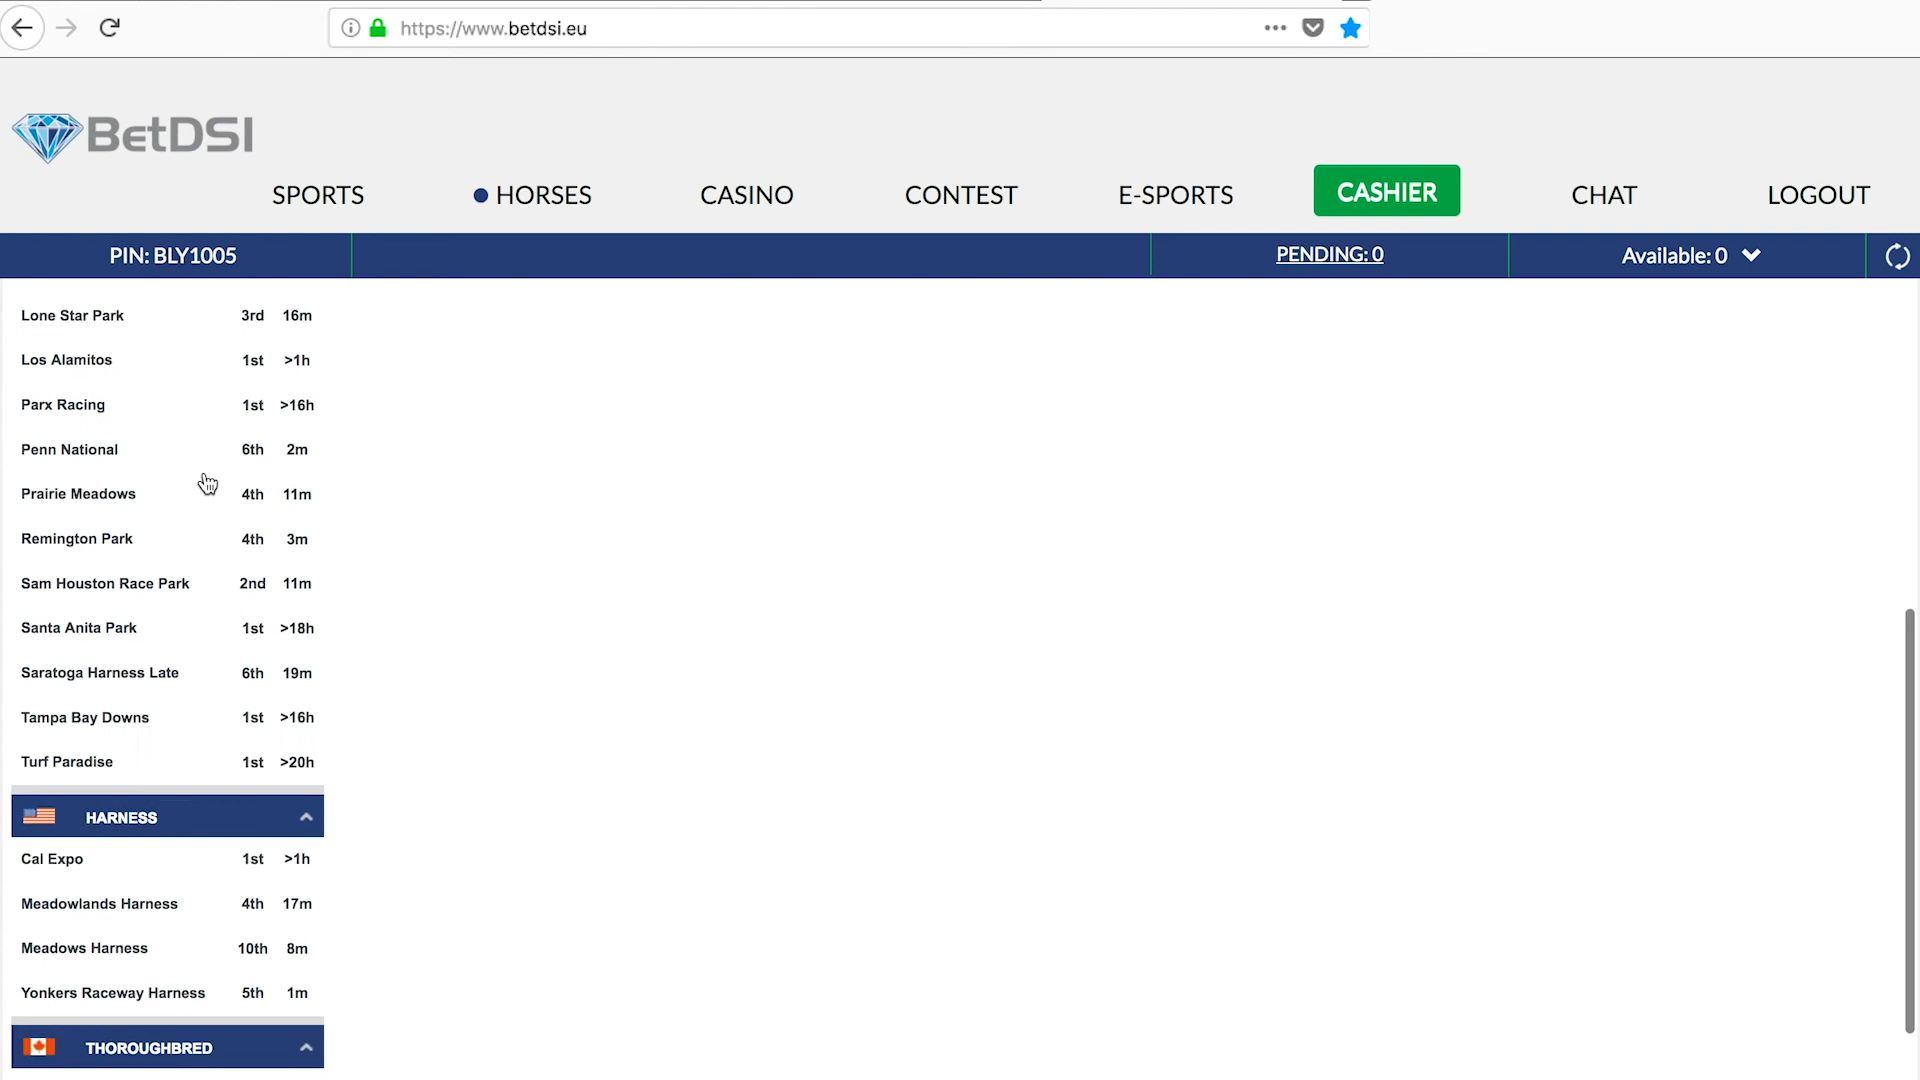 https://www.betdsi.eu
BetDSI
SPORTS HORSES CASINO CONTEST E-SPORTS CASHIER CHAT LOGOUT
PIN: BLY1005 PENDING: 0 Available: 0
Lone Star Park 3rd 16m
Los Alamitos 1st >1h
Parx Racing 1st >16h
Penn National 6th 2m
Prairie Meadows 4th 11m
Remington Park 4th 3m
Sam Houston Race Park 2nd 11m
Santa Anita Park 1st >18h
Saratoga Harness Late 6th 19m
Tampa Bay Downs 1st >16h
Turf Paradise 1st >20h
HARNESS
Cal Expo 1st >1h
Meadowlands Harness 4th 17m
Meadows Harness 10th 8m
Yonkers Raceway Harness 5th 1m
THOROUGHBRED